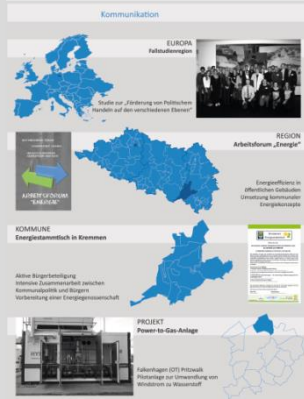 Kommunikation
EUROPA
Fallstudienregion
Studie zur „Förderung von Politischem
Handeln auf den verschiedenen Ebenen"
REGION
Arbeitsforum „Energie"
ARBEITSFORUM
"ENERGIE"
Energieeffizienz in
öffentlichen Gebäuden
Umsetzung kommunaler
Energiekonzepte
KOMMUNE
Energiestammtisch in Kremmen
Aktive Bürgerbeteiligung
Intensive Zusammenarbeit zwischen
Kommunalpolitik und Bürgern
Vorbereitung einer Energiegenossenschaft
PROJEKT
Power-to-Gas-Anlage
Falkenhagen (OT) Pritzwalk
Pilotanlage zur Umwandlung von
Windstrom zu Wasserstoff